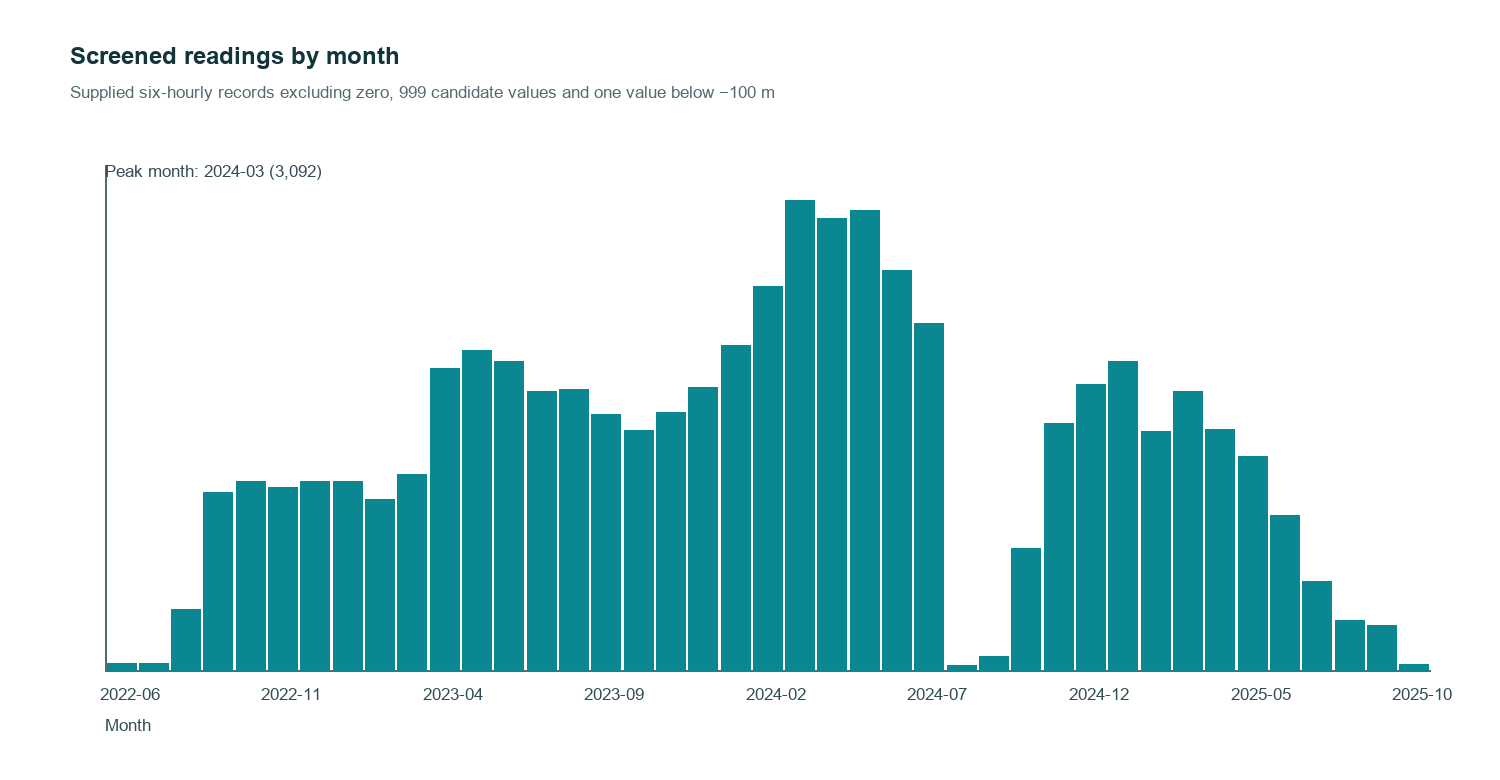 Screened readings by month
Supplied six-hourly records excluding zero, 999 candidate values and one value below −100 m
Peak month: 2024-03 (3,092)
2022-06 2022-11 2023-04 2023-09 2024-02 2024-07 2024-12 2025-05 2025-10
Month